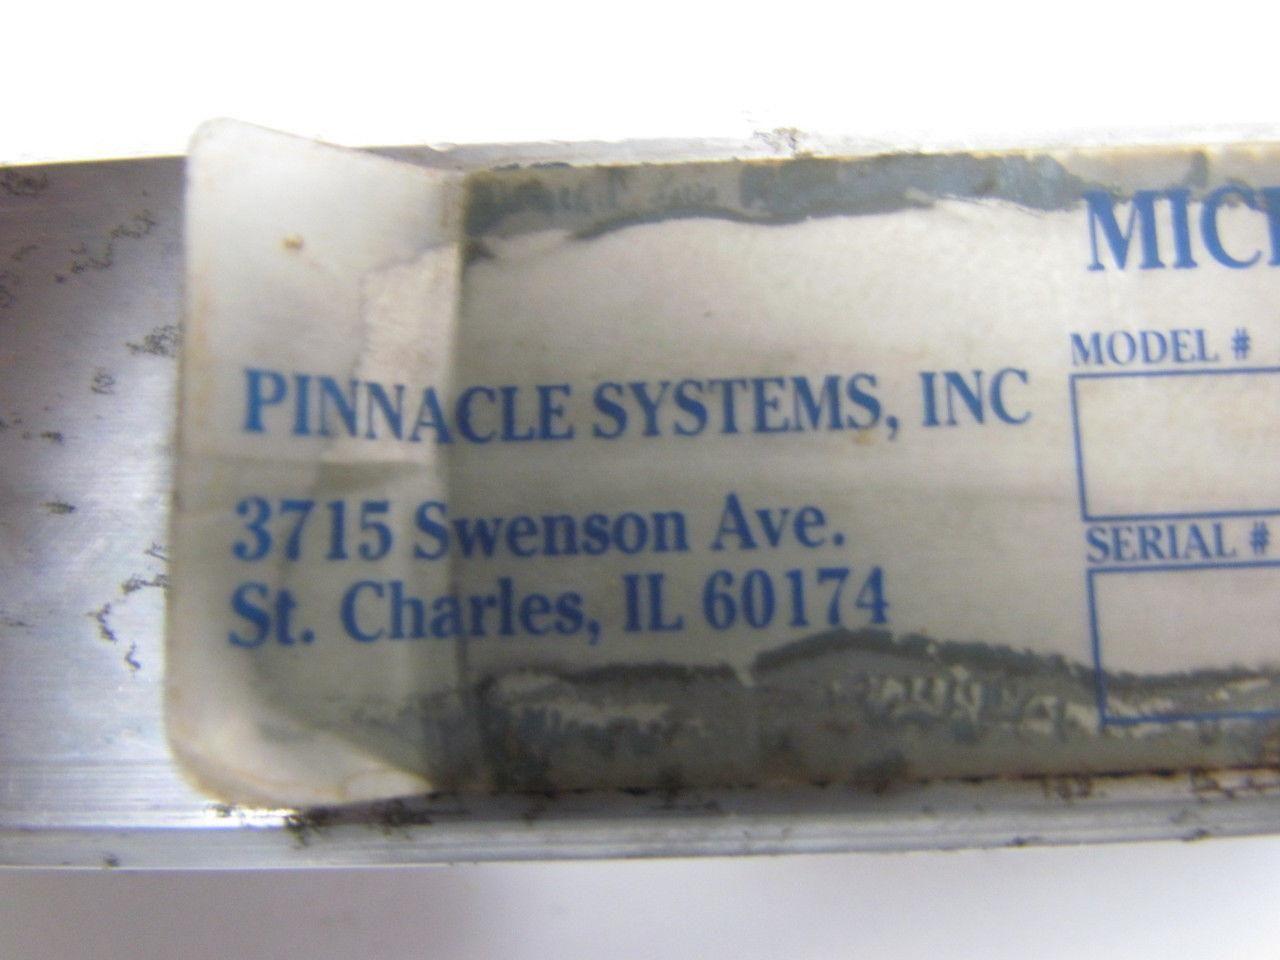 MIC
MODEL #
PINNACLE SYSTEMS, INC
SERIAL #
3715 Swenson Ave.
St. Charles, IL 60174